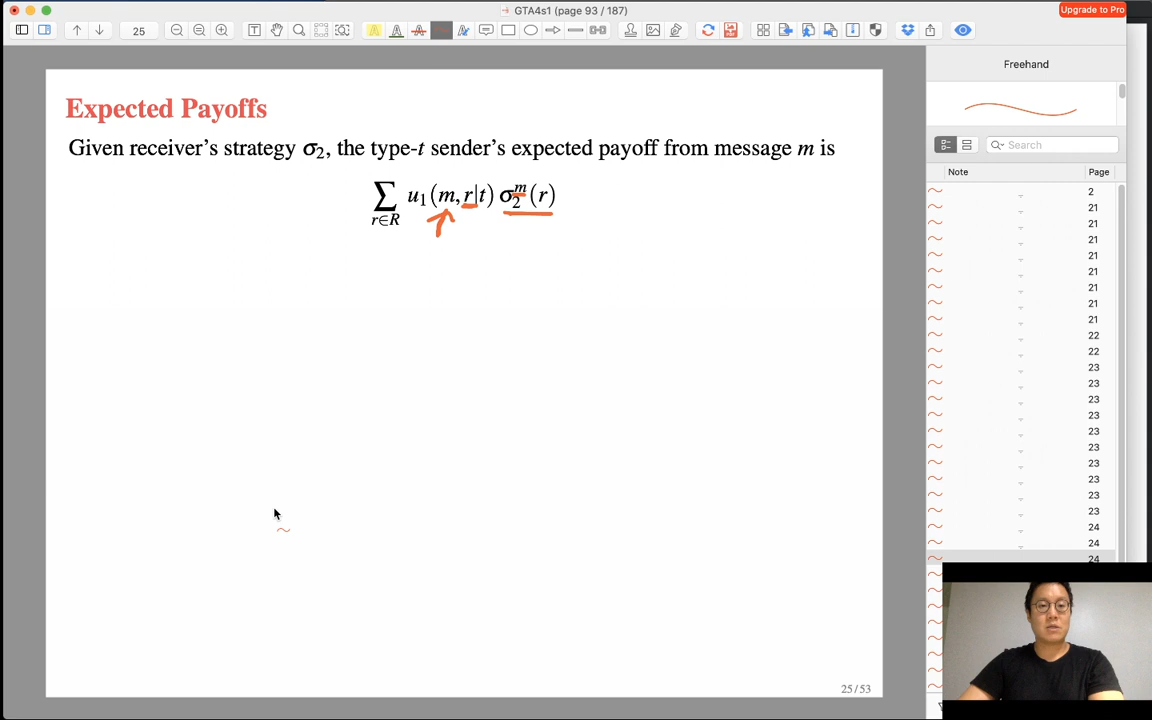 GTA4s1 (page 93 / 187)
Upgrade to Pro
25
Freehand
Search
Note Page
Expected Payoffs
Given receiver's strategy σ₂, the type-t sender's expected payoff from message m is
∑ u₁(m, r|t) σ₂ᵐ(r)
r∈R
2
21
21
21
21
21
21
21
21
22
22
23
23
23
23
23
23
23
23
23
23
24
24
24
25 / 53